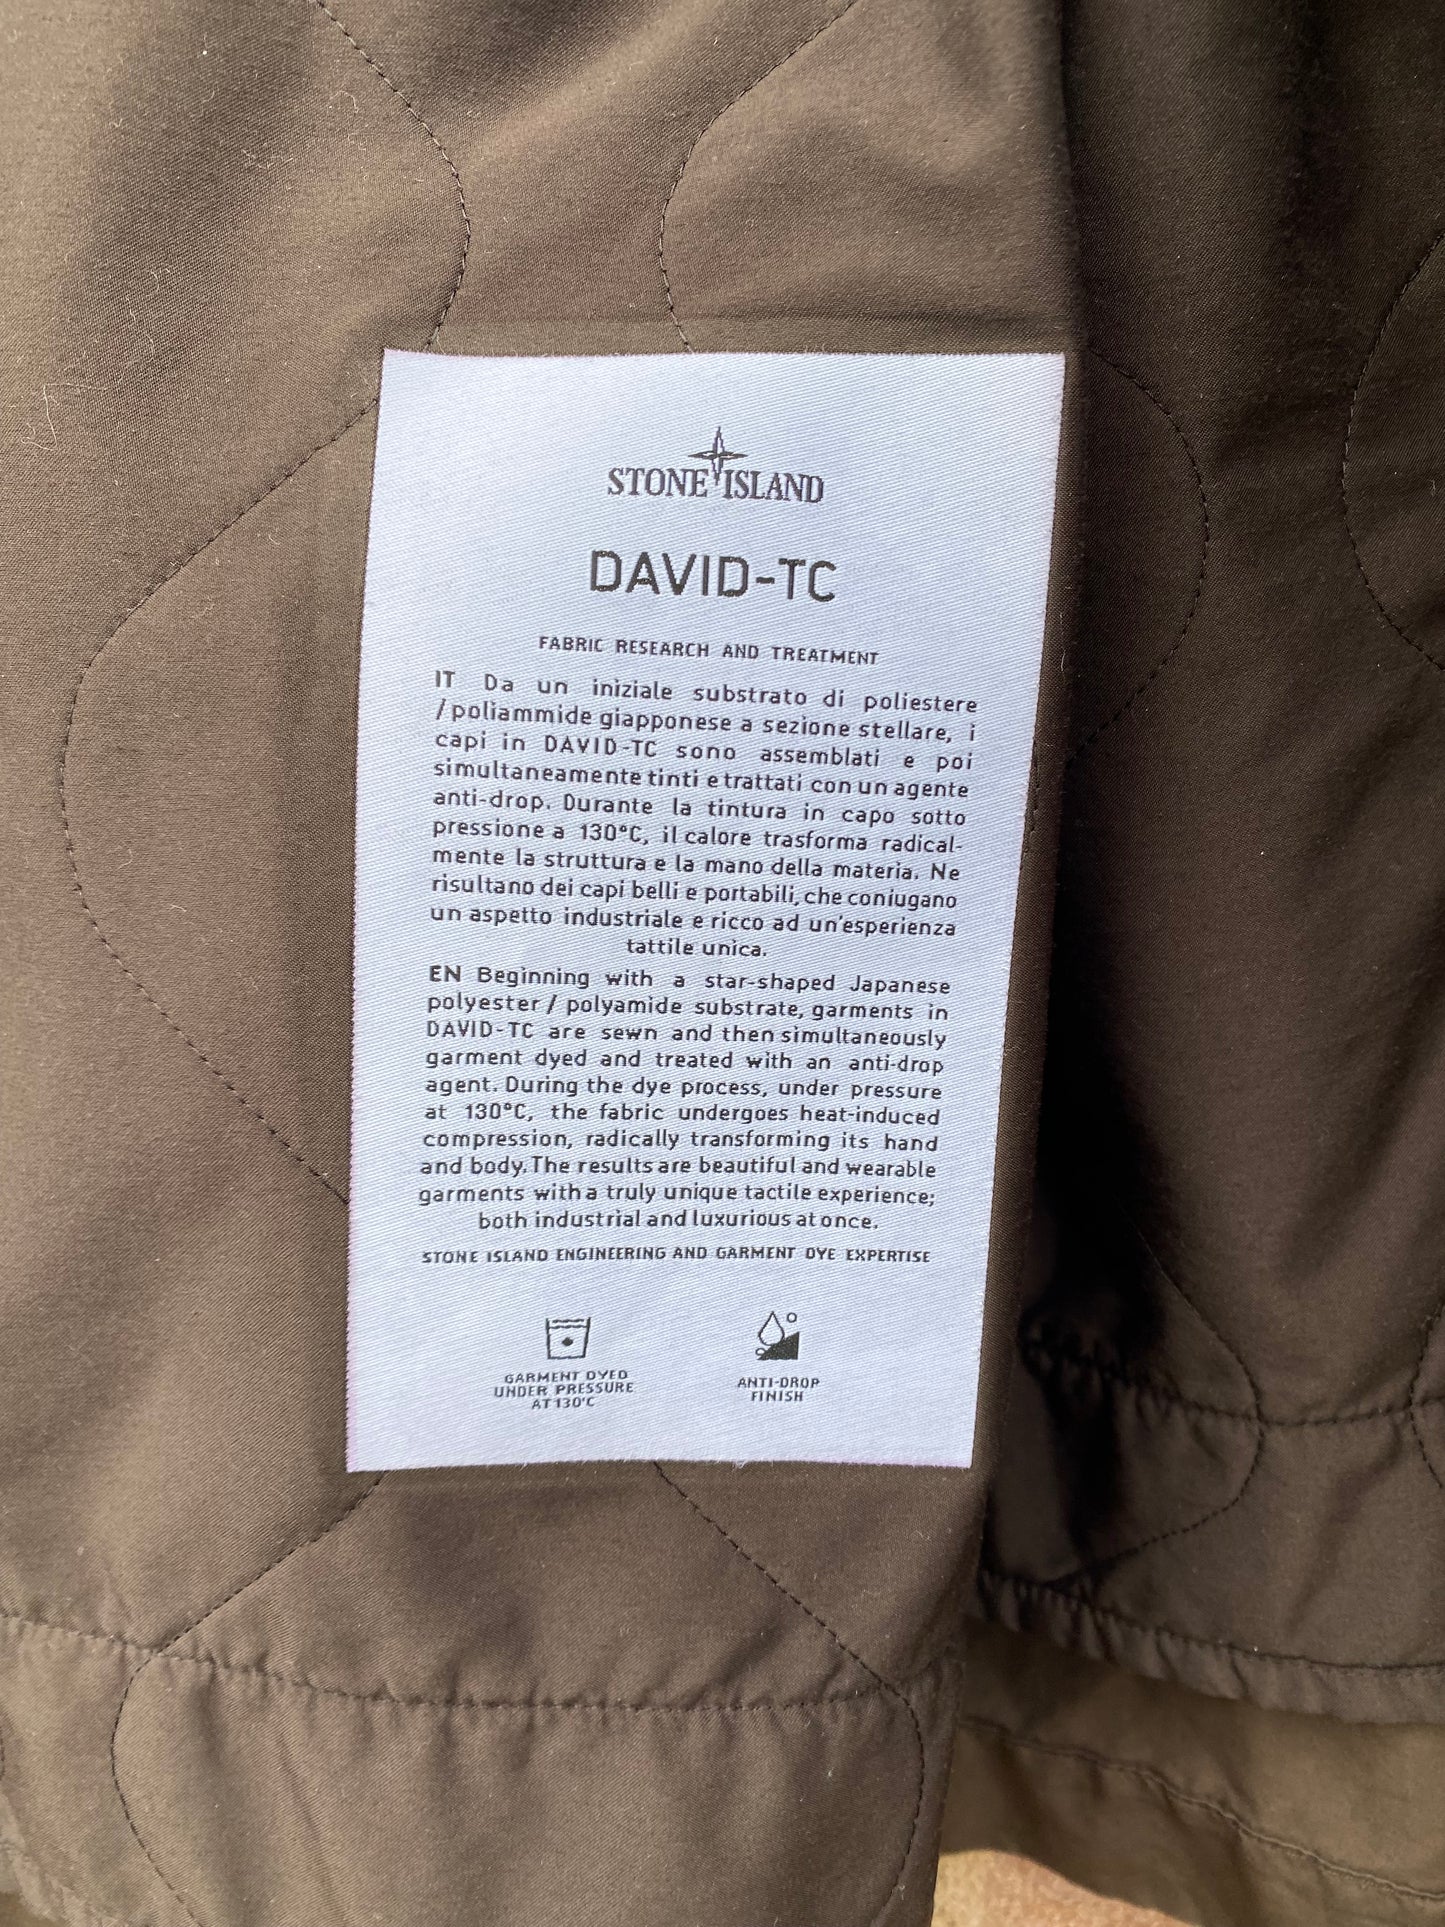 STONE ISLAND
DAVID-TC
FABRIC RESEARCH AND TREATMENT
IT Da un iniziale substrato di poliestere
/ poliammide giapponese a sezione stellare, i
capi in DAVID-TC sono assemblati e poi
simultaneamente tinti e trattati con un agente
anti-drop. Durante la tintura in capo sotto
pressione a 130°C, il calore trasforma radical-
mente la struttura e la mano della materia. Ne
risultano dei capi belli e portabili, che coniugano
un aspetto industriale e ricco ad un'esperienza
tattile unica.
EN Beginning with a star-shaped Japanese
polyester / polyamide substrate, garments in
DAVID-TC are sewn and then simultaneously
garment dyed and treated with an anti-drop
agent. During the dye process, under pressure
at 130°C, the fabric undergoes heat-induced
compression, radically transforming its hand
and body. The results are beautiful and wearable
garments with a truly unique tactile experience;
both industrial and luxurious at once.
STONE ISLAND ENGINEERING AND GARMENT DYE EXPERTISE
GARMENT DYED
UNDER PRESSURE
AT 130°C
ANTI-DROP
FINISH